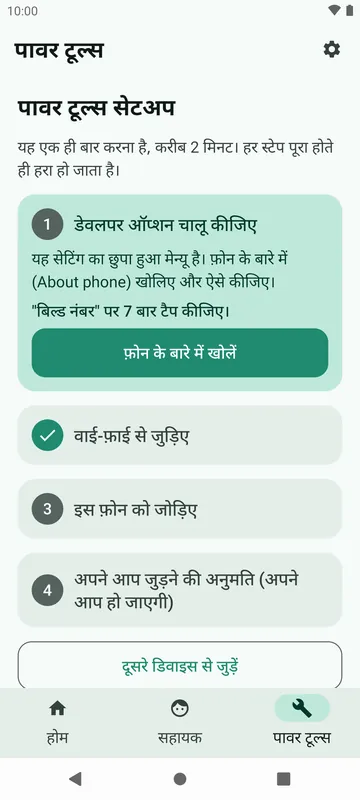 10:00
पावर टूल्स
पावर टूल्स सेटअप
यह एक ही बार करना है, करीब 2 मिनट। हर स्टेप पूरा होते
ही हरा हो जाता है।
1 डेवलपर ऑप्शन चालू कीजिए
यह सेटिंग का छुपा हुआ मेन्यू है। फ़ोन के बारे में
(About phone) खोलिए और ऐसे कीजिए।
"बिल्ड नंबर" पर 7 बार टैप कीजिए।
फ़ोन के बारे में खोलें
वाई-फ़ाई से जुड़िए
3 इस फ़ोन को जोड़िए
4 अपने आप जुड़ने की अनुमति (अपने
आप हो जाएगी)
दूसरे डिवाइस से जुड़ें
होम सहायक पावर टूल्स